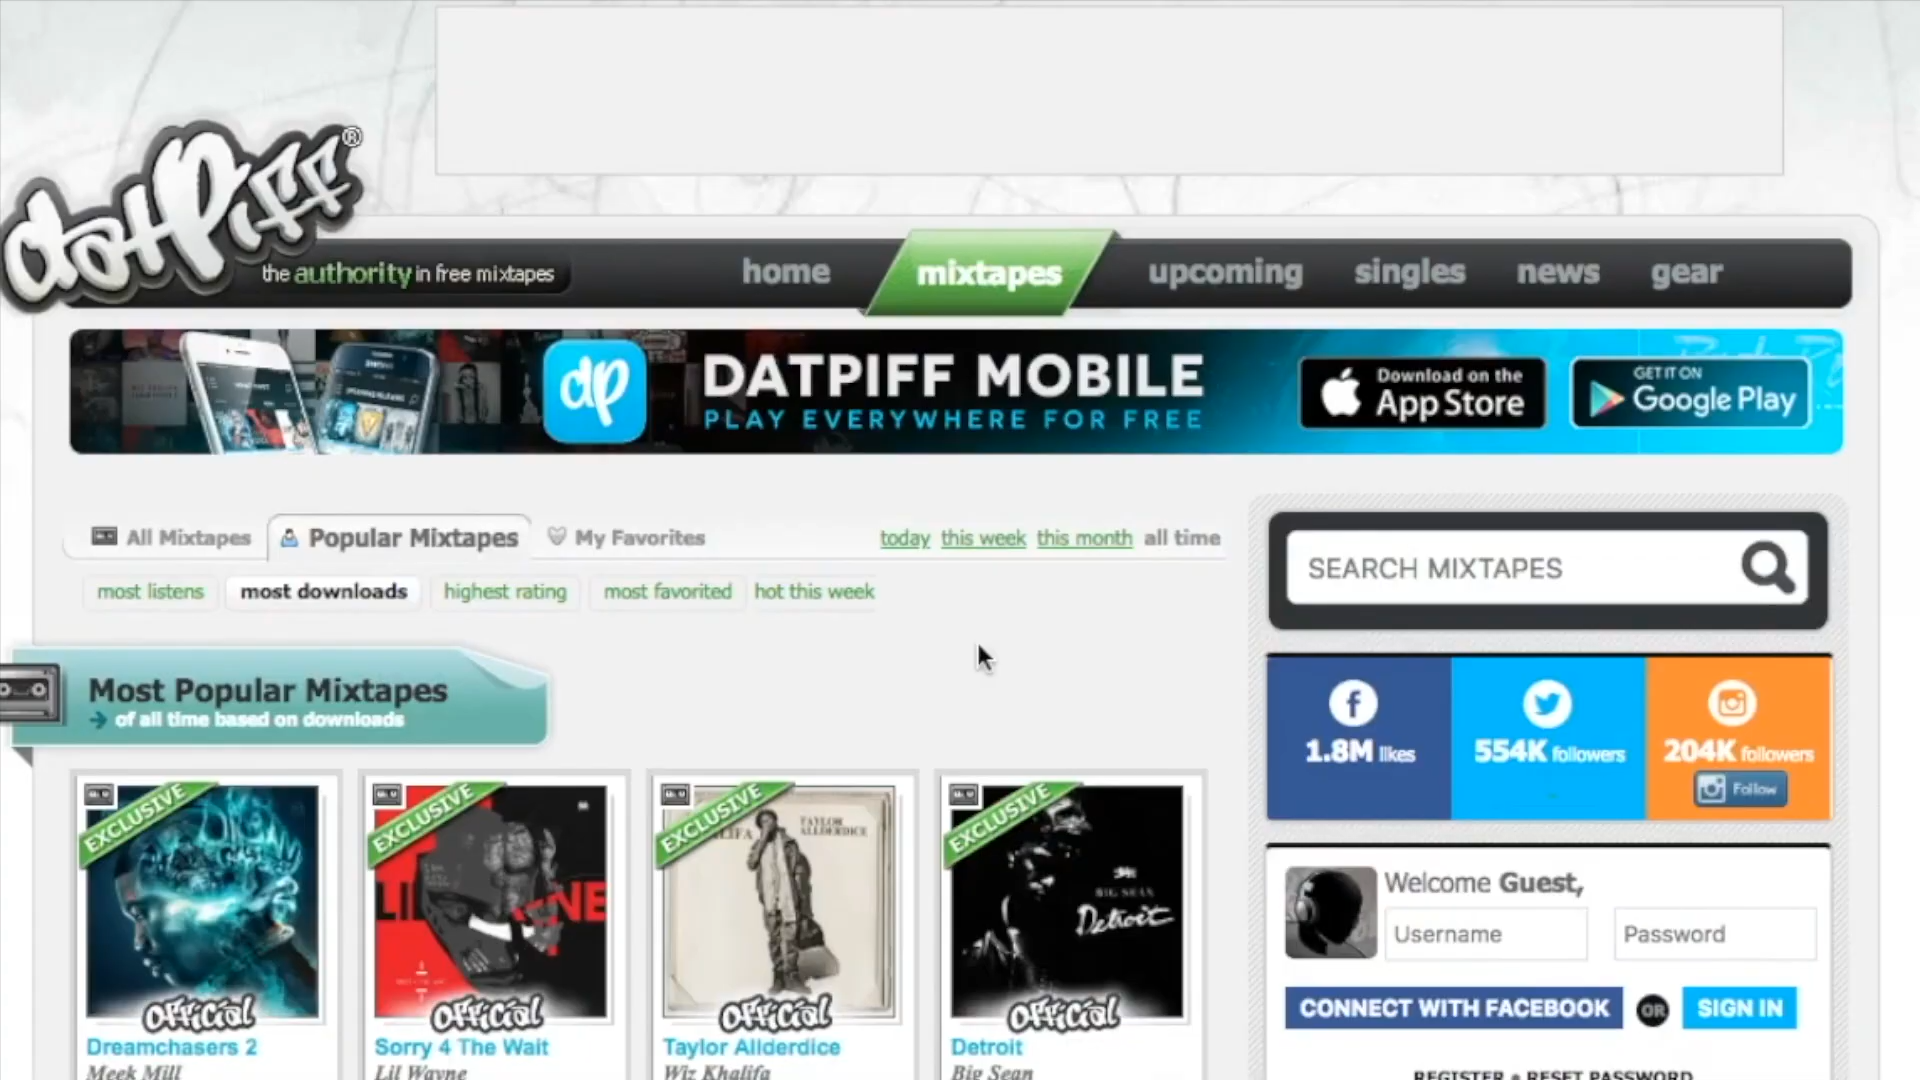 datPiff®
the authority in free mixtapes
home mixtapes upcoming singles news gear
dp DATPIFF MOBILE
PLAY EVERYWHERE FOR FREE
Download on the
App Store
GET IT ON
Google Play
All Mixtapes Popular Mixtapes My Favorites today this week this month all time
most listens most downloads highest rating most favorited hot this week
SEARCH MIXTAPES
Most Popular Mixtapes
of all time based on downloads
1.8M likes 554K followers 204K followers
Follow
EXCLUSIVE EXCLUSIVE EXCLUSIVE EXCLUSIVE
TAYLOR
ALLDERDICE
BIG SEAN
Detroit
Official Official Official Official
Dreamchasers 2 Sorry 4 The Wait Taylor Allderdice Detroit
Meek Mill Lil Wayne Wiz Khalifa Big Sean
Welcome Guest,
Username Password
CONNECT WITH FACEBOOK OR SIGN IN
REGISTER • RESET PASSWORD